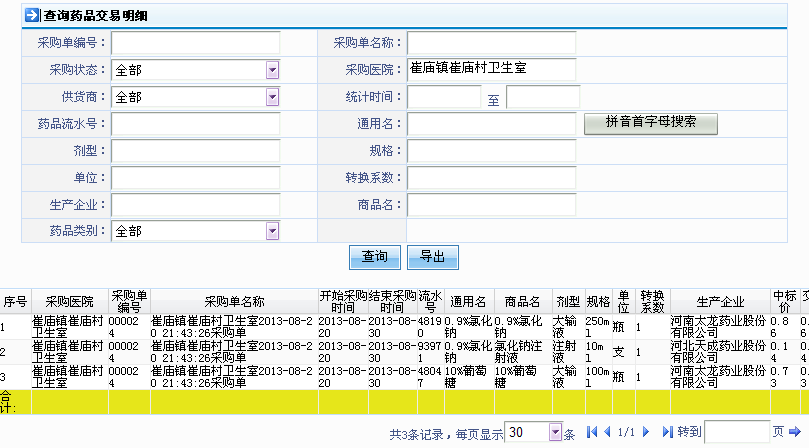 查询药品交易明细
采购单编号： 采购单名称：
采购状态： 全部 采购医院： 崔庙镇崔庙村卫生室
供货商： 全部 统计时间： 至
药品流水号： 通用名： 拼音首字母搜索
剂型： 规格：
单位： 转换系数：
生产企业： 商品名：
药品类别： 全部
查询 导出
序号 采购医院 采购单编号 采购单名称 开始采购时间 结束采购时间 流水号 通用名 商品名 剂型 规格 单位 转换系数 生产企业 中标价
1 崔庙镇崔庙村卫生室 000024 崔庙镇崔庙村卫生室2013-08-20 21:43:26采购单 2013-08-20 2013-08-30 48190 0.9%氯化钠 0.9%氯化钠 大输液 250ml 瓶 1 河南太龙药业股份有限公司 0.86 0.
2 崔庙镇崔庙村卫生室 000024 崔庙镇崔庙村卫生室2013-08-20 21:43:26采购单 2013-08-20 2013-08-30 93971 0.9%氯化钠 氯化钠注射液 注射液 10ml 支 1 河北天成药业股份有限公司 0.14 0.
3 崔庙镇崔庙村卫生室 000024 崔庙镇崔庙村卫生室2013-08-20 21:43:26采购单 2013-08-20 2013-08-30 48047 10%葡萄糖 10%葡萄糖 大输液 100ml 瓶 1 河南太龙药业股份有限公司 0.73 0.
合计:
共3条记录，每页显示 30 条 1/1 转到 页